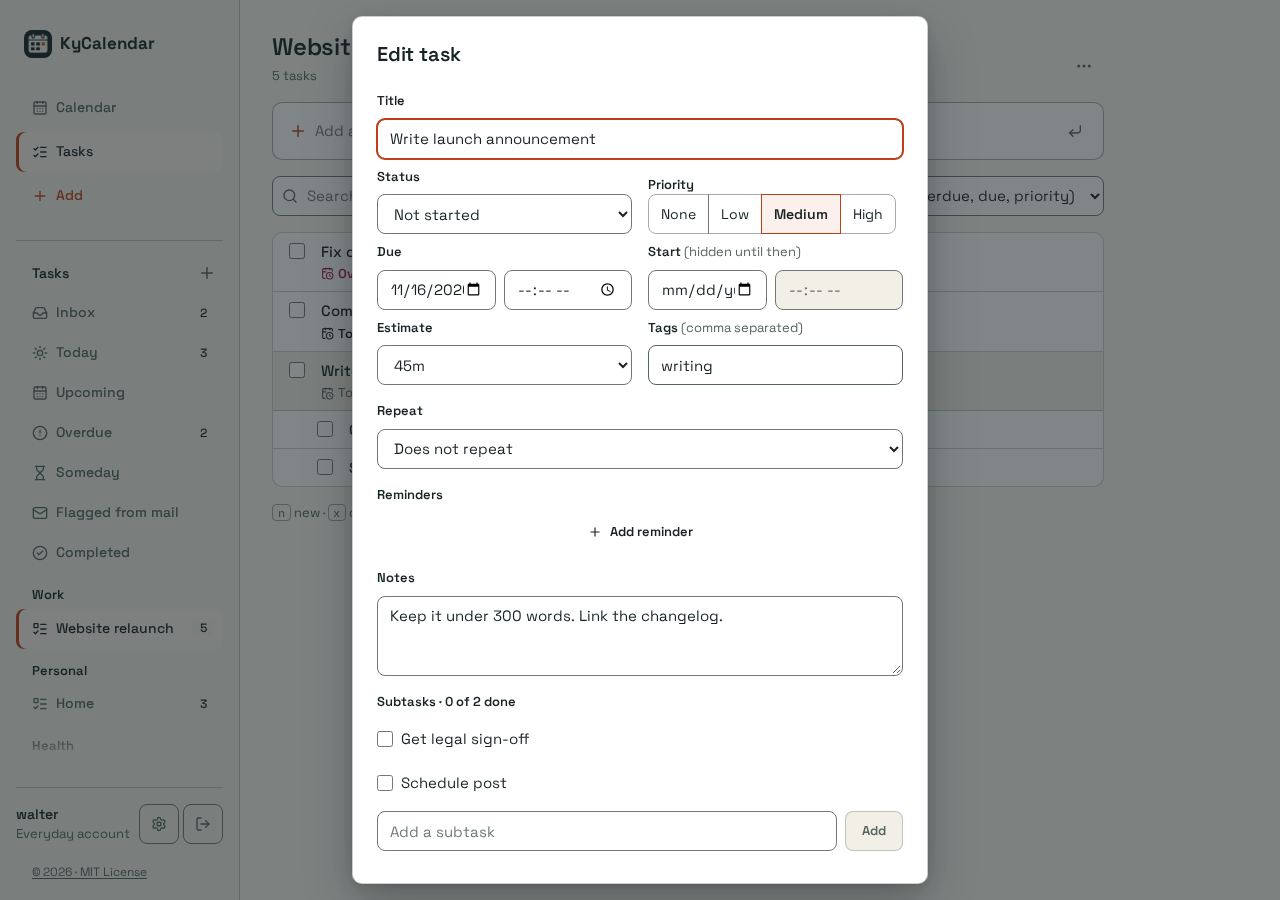 KyCalendar
Calendar
Tasks
Add
Tasks
Inbox 2
Today 3
Upcoming
Overdue 2
Someday
Flagged from mail
Completed
Work
Website relaunch 5
Personal
Home 3
Health
walter
Everyday account
© 2026 · MIT License
5 tasks
Add
erdue, due, priority)
n new · x
Edit task
Title
Write launch announcement
Status
Not started
Priority
None Low Medium High
Due
11/16/202
--:-- --
Start (hidden until then)
mm/dd/y
--:-- --
Estimate
45m
Tags (comma separated)
writing
Repeat
Does not repeat
Reminders
Add reminder
Notes
Keep it under 300 words. Link the changelog.
Subtasks · 0 of 2 done
Get legal sign-off
Schedule post
Add a subtask
Add